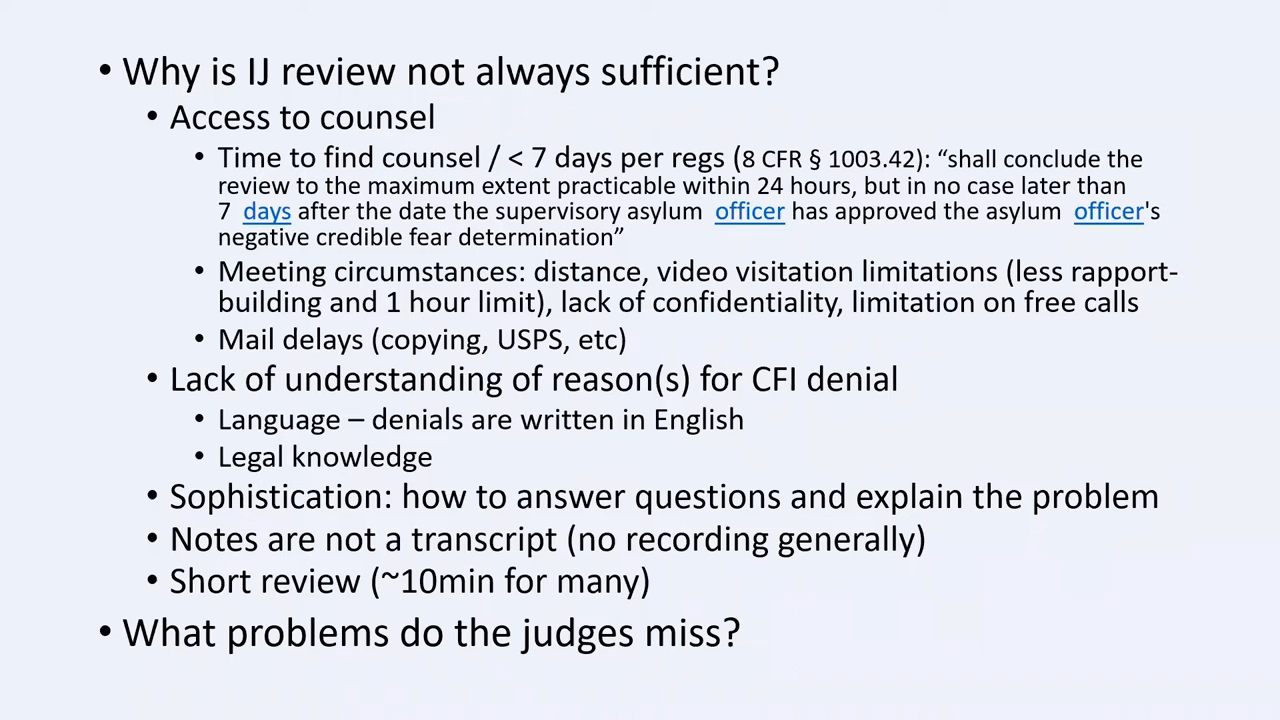 • Why is IJ review not always sufficient?
• Access to counsel
• Time to find counsel / < 7 days per regs (8 CFR § 1003.42): “shall conclude the
review to the maximum extent practicable within 24 hours, but in no case later than
7 days after the date the supervisory asylum officer has approved the asylum officer's
negative credible fear determination”
• Meeting circumstances: distance, video visitation limitations (less rapport-
building and 1 hour limit), lack of confidentiality, limitation on free calls
• Mail delays (copying, USPS, etc)
• Lack of understanding of reason(s) for CFI denial
• Language – denials are written in English
• Legal knowledge
• Sophistication: how to answer questions and explain the problem
• Notes are not a transcript (no recording generally)
• Short review (~10min for many)
• What problems do the judges miss?